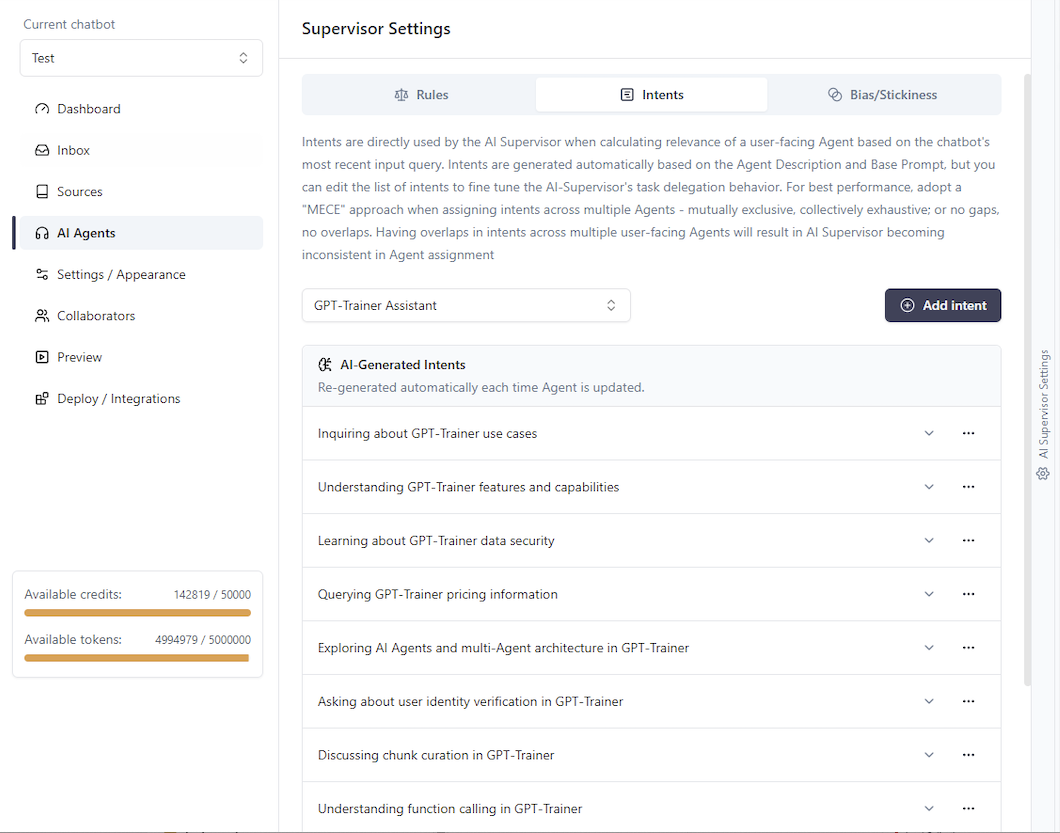 Current chatbot
Test
Dashboard
Inbox
Sources
AI Agents
Settings / Appearance
Collaborators
Preview
Deploy / Integrations
Available credits: 142819 / 50000
Available tokens: 4994979 / 5000000
Supervisor Settings
Rules
Intents
Bias/Stickiness
Intents are directly used by the AI Supervisor when calculating relevance of a user-facing Agent based on the chatbot's
most recent input query. Intents are generated automatically based on the Agent Description and Base Prompt, but you
can edit the list of intents to fine tune the AI-Supervisor's task delegation behavior. For best performance, adopt a
"MECE" approach when assigning intents across multiple Agents - mutually exclusive, collectively exhaustive; or no gaps,
no overlaps. Having overlaps in intents across multiple user-facing Agents will result in AI Supervisor becoming
inconsistent in Agent assignment
GPT-Trainer Assistant
Add intent
AI-Generated Intents
Re-generated automatically each time Agent is updated.
Inquiring about GPT-Trainer use cases
Understanding GPT-Trainer features and capabilities
Learning about GPT-Trainer data security
Querying GPT-Trainer pricing information
Exploring AI Agents and multi-Agent architecture in GPT-Trainer
Asking about user identity verification in GPT-Trainer
Discussing chunk curation in GPT-Trainer
Understanding function calling in GPT-Trainer
AI Supervisor Settings